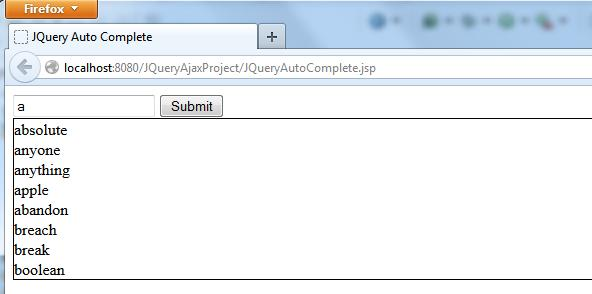 Firefox
JQuery Auto Complete
localhost:8080/JQueryAjaxProject/JQueryAutoComplete.jsp
a Submit
absolute
anyone
anything
apple
abandon
breach
break
boolean